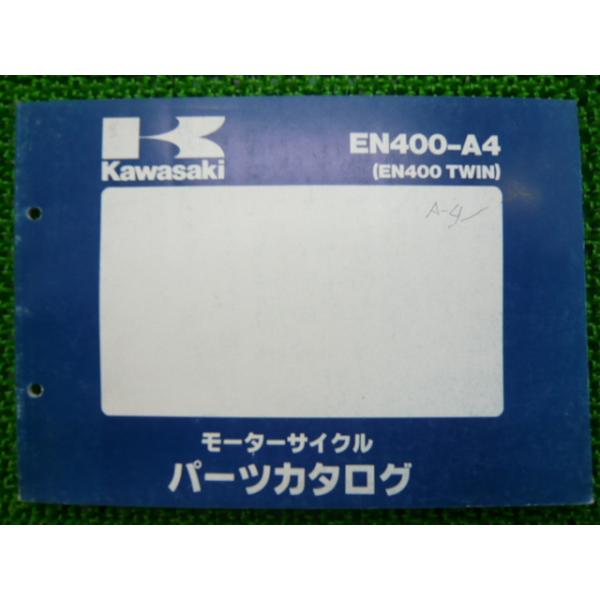 Kawasaki
EN400-A4
(EN400 TWIN)
A-4
モーターサイクル
パーツカタログ